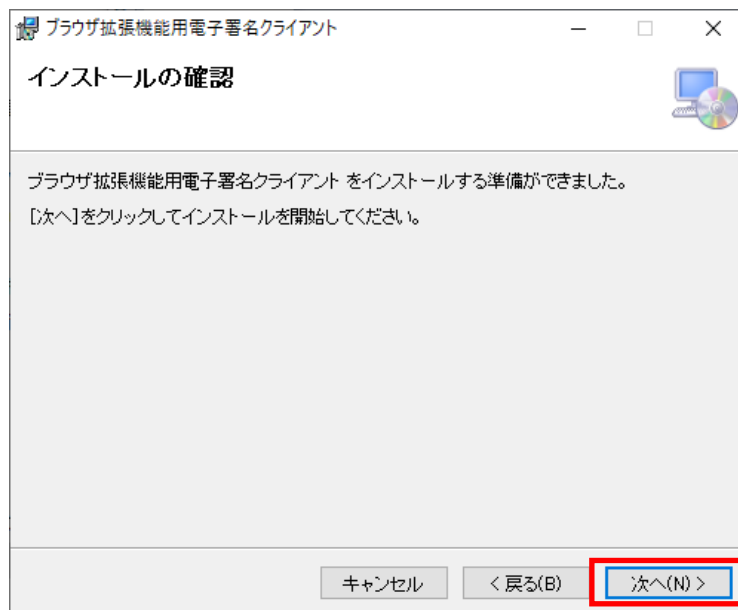 ブラウザ拡張機能用電子署名クライアント
インストールの確認
ブラウザ拡張機能用電子署名クライアント をインストールする準備ができました。
[次へ]をクリックしてインストールを開始してください。
キャンセル
< 戻る(B)
次へ(N) >